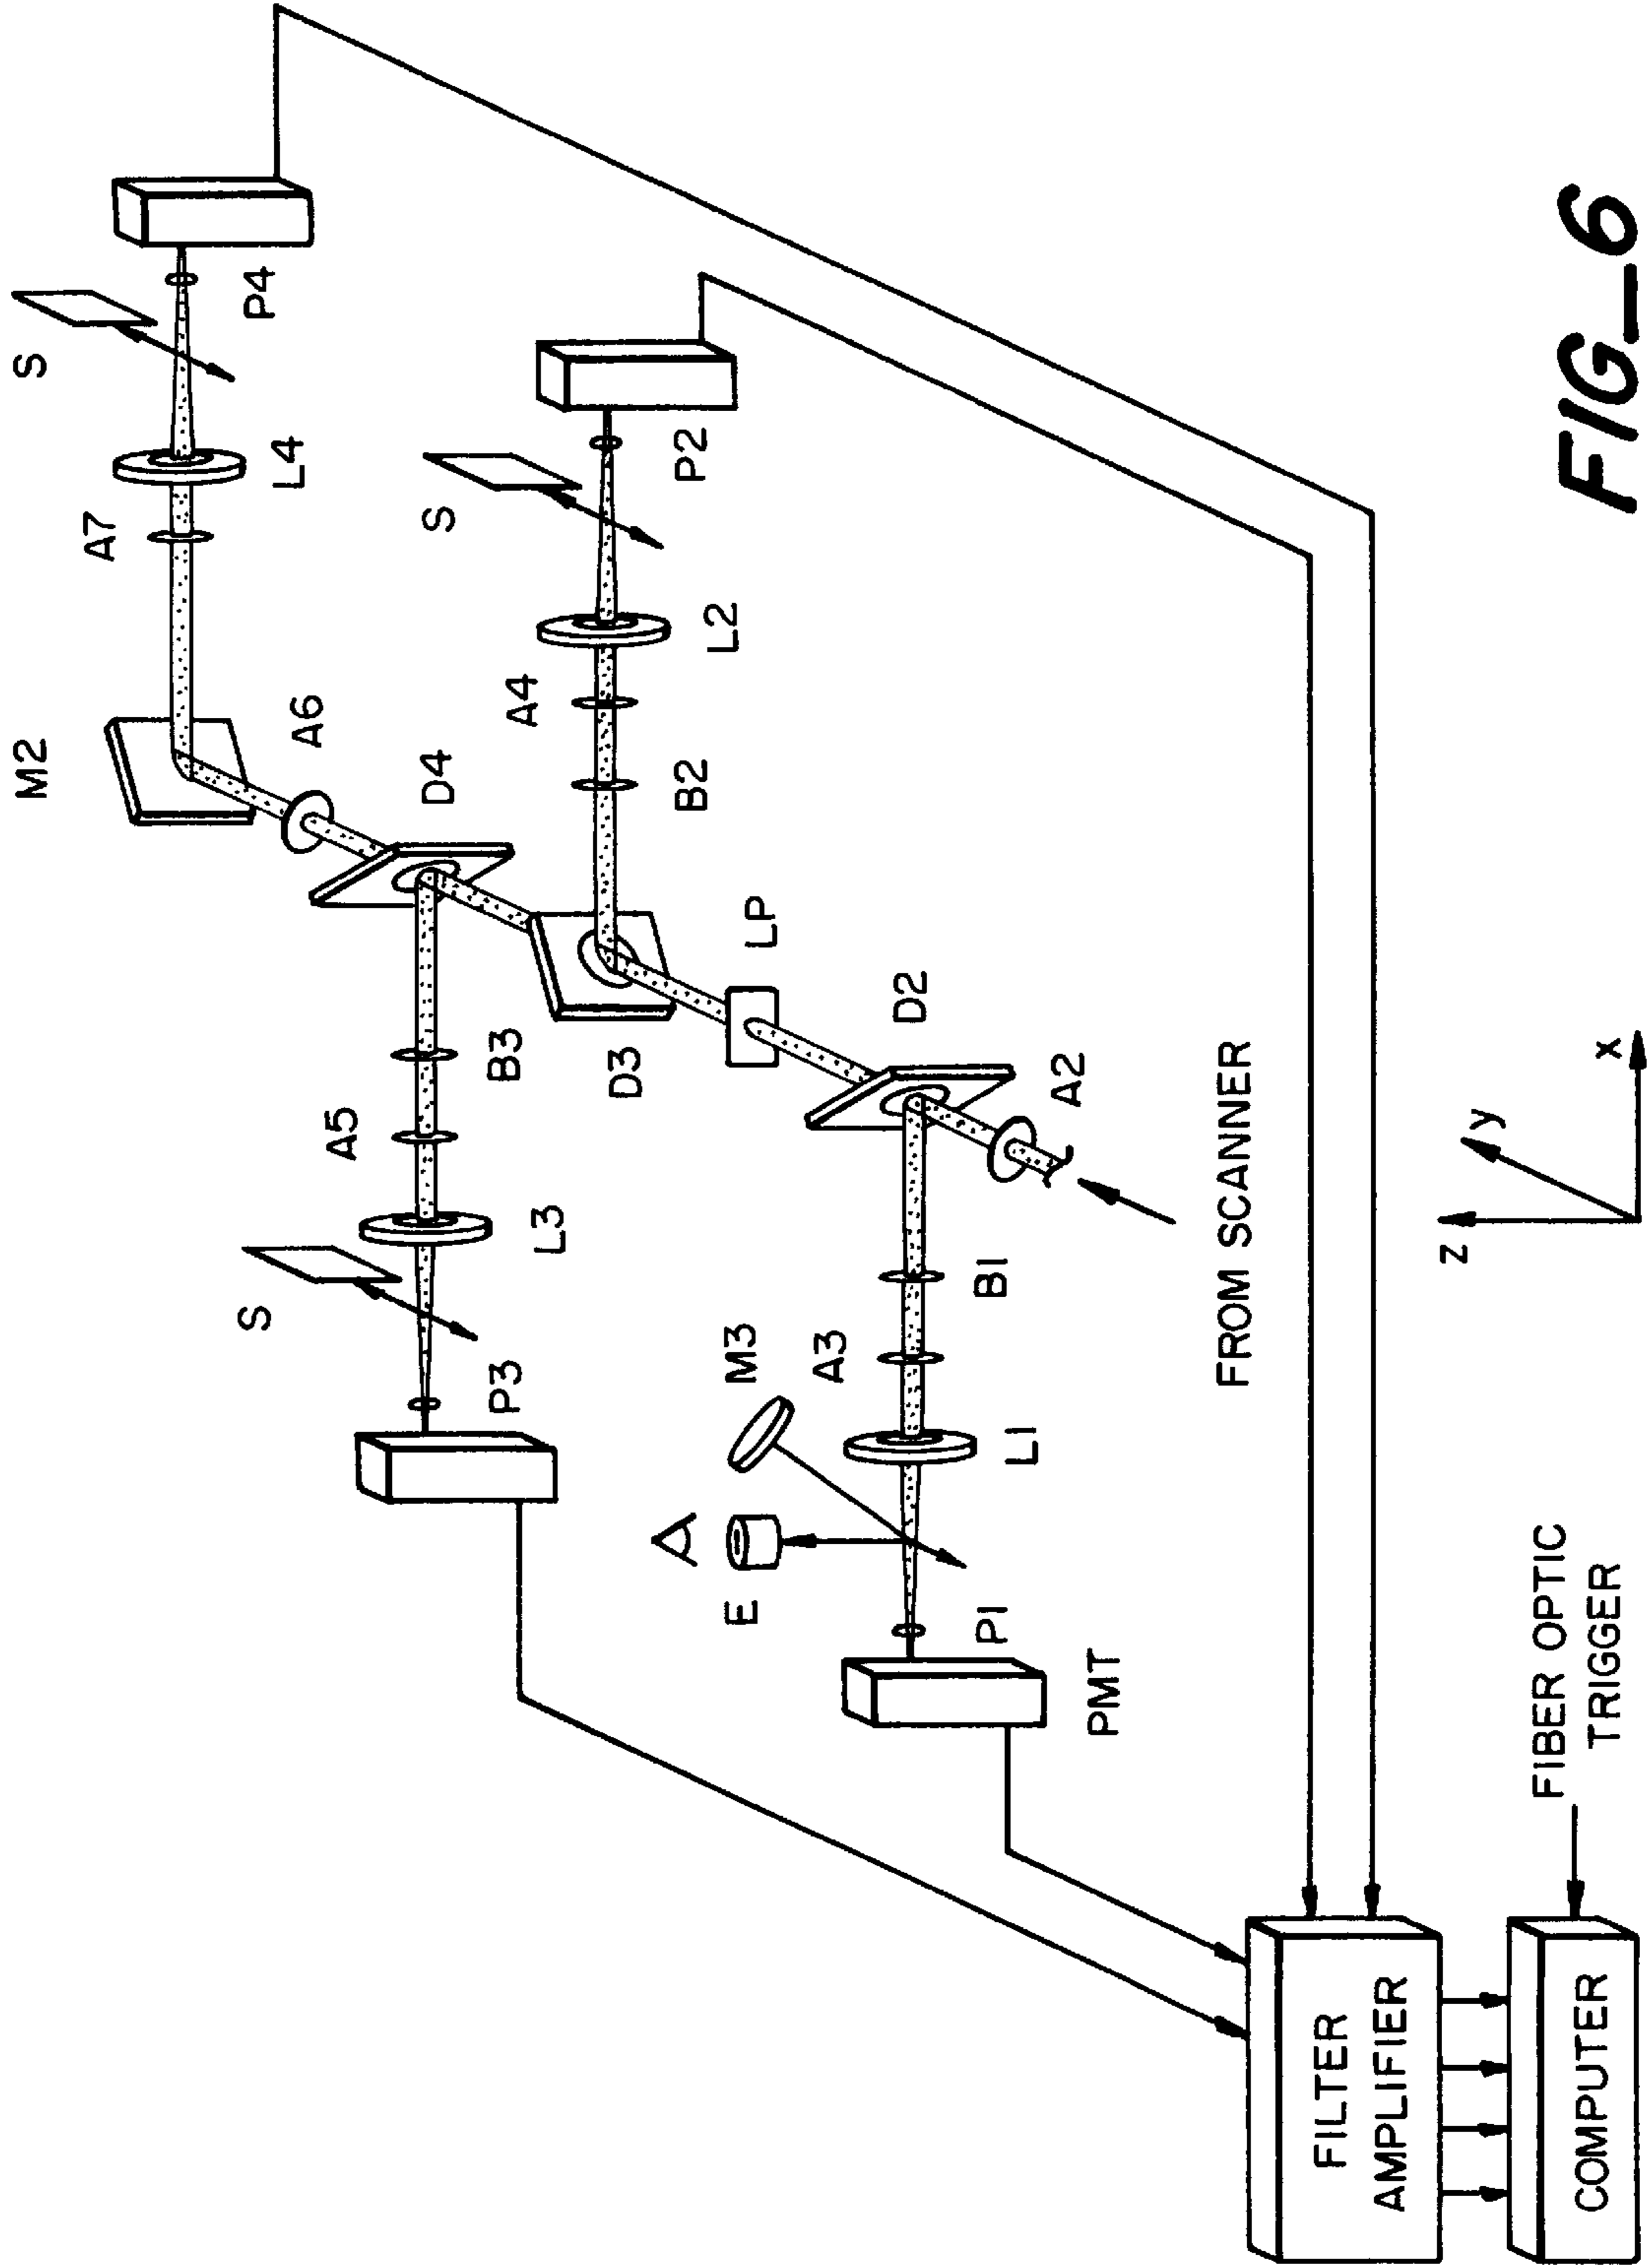 S
P4
L4
A7
M2
A6
D4
S
P2
L2
A4
B2
LP
D3
D2
A2
B3
A5
L3
S
P3
B1
A3
M3
L1
E
P1
PMT
FROM SCANNER
z
y
x
FIBER OPTIC
TRIGGER
FILTER
AMPLIFIER
COMPUTER
FIG_6